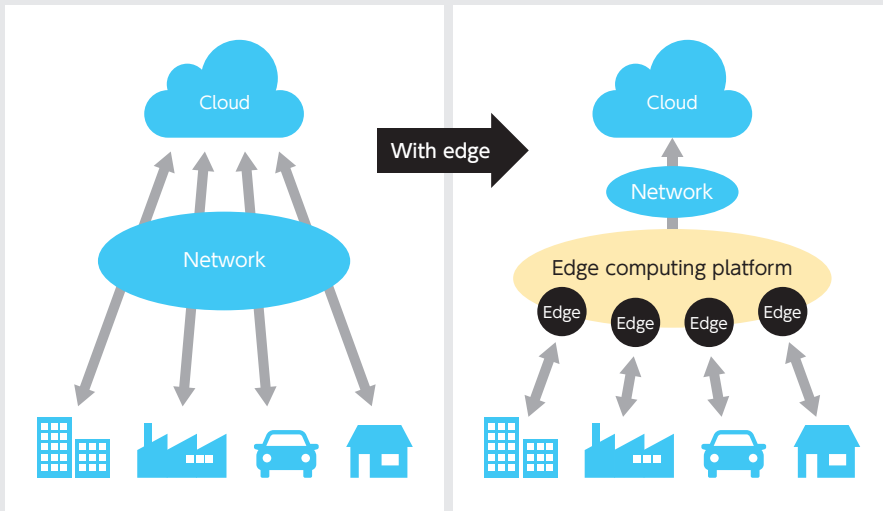 Cloud
Network
With edge
Cloud
Network
Edge computing platform
Edge
Edge
Edge
Edge